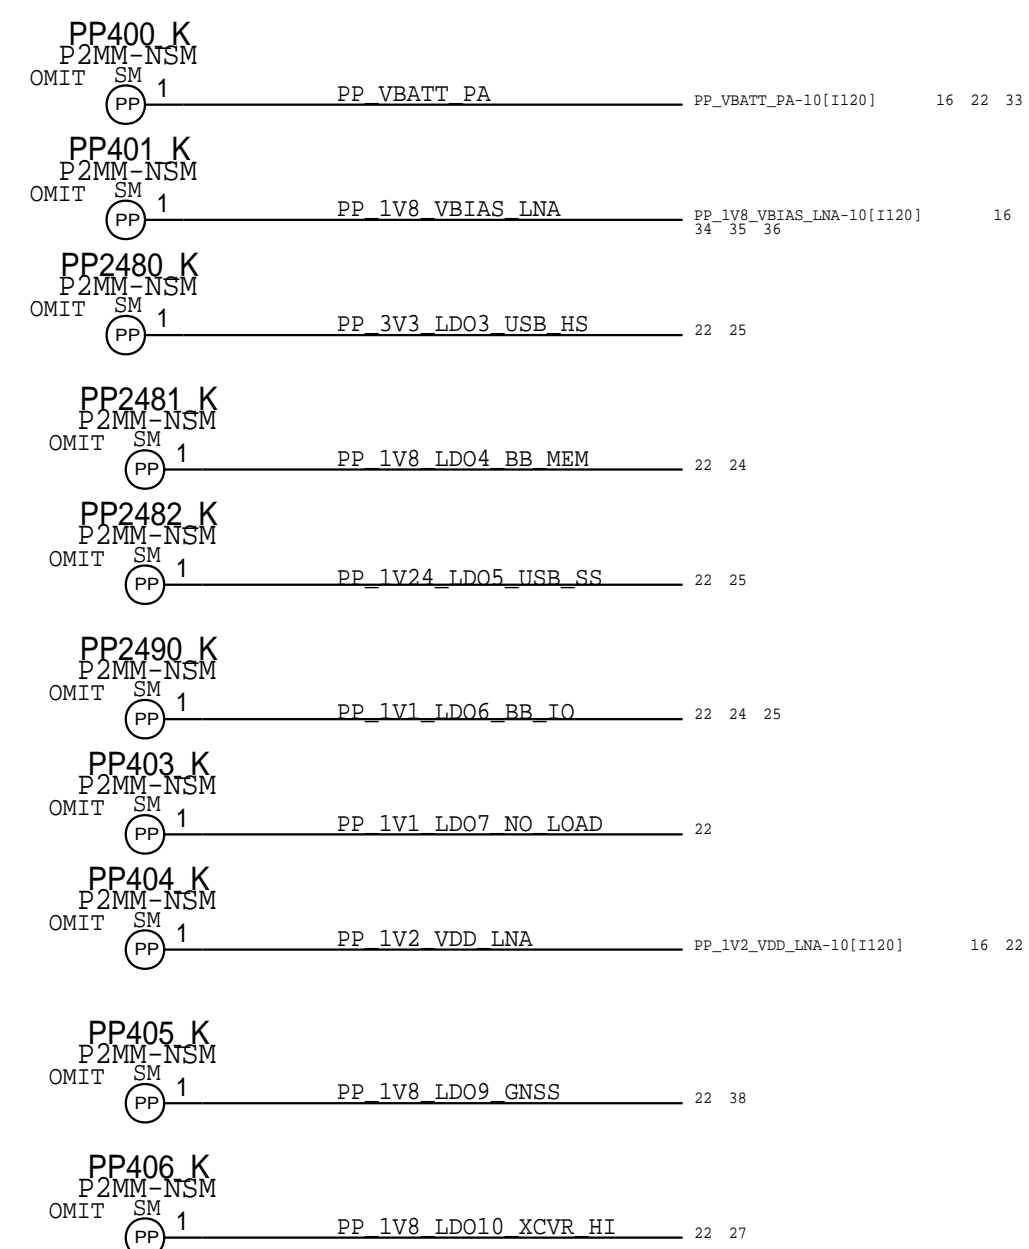 PP400_K
P2MM-NSM
OMIT SM 1
PP PP_VBATT_PA PP_VBATT_PA-10[I120] 16 22 33
PP401_K
P2MM-NSM
OMIT SM 1
PP PP_1V8_VBIAS_LNA PP_1V8_VBIAS_LNA-10[I120] 16
34 35 36
PP2480_K
P2MM-NSM
OMIT SM 1
PP PP_3V3_LDO3_USB_HS 22 25
PP2481_K
P2MM-NSM
OMIT SM 1
PP PP_1V8_LDO4_BB_MEM 22 24
PP2482_K
P2MM-NSM
OMIT SM 1
PP PP_1V24_LDO5_USB_SS 22 25
PP2490_K
P2MM-NSM
OMIT SM 1
PP PP_1V1_LDO6_BB_IO 22 24 25
PP403_K
P2MM-NSM
OMIT SM 1
PP PP_1V1_LDO7_NO_LOAD 22
PP404_K
P2MM-NSM
OMIT SM 1
PP PP_1V2_VDD_LNA PP_1V2_VDD_LNA-10[I120] 16 22
PP405_K
P2MM-NSM
OMIT SM 1
PP PP_1V8_LDO9_GNSS 22 38
PP406_K
P2MM-NSM
OMIT SM 1
PP PP_1V8_LDO10_XCVR_HI 22 27